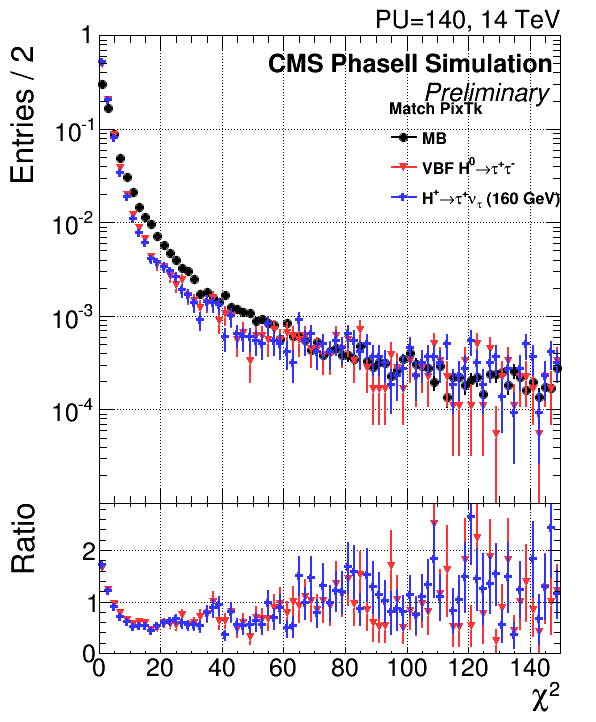 PU=140, 14 TeV
Entries / 2
CMS PhaseII Simulation
Preliminary
Match PixTk
MB
VBF H⁰→τ⁺τ⁻
H⁺→τ⁺ντ (160 GeV)
1
10⁻¹
10⁻²
10⁻³
10⁻⁴
Ratio
2
1
0
0 20 40 60 80 100 120 140
χ²